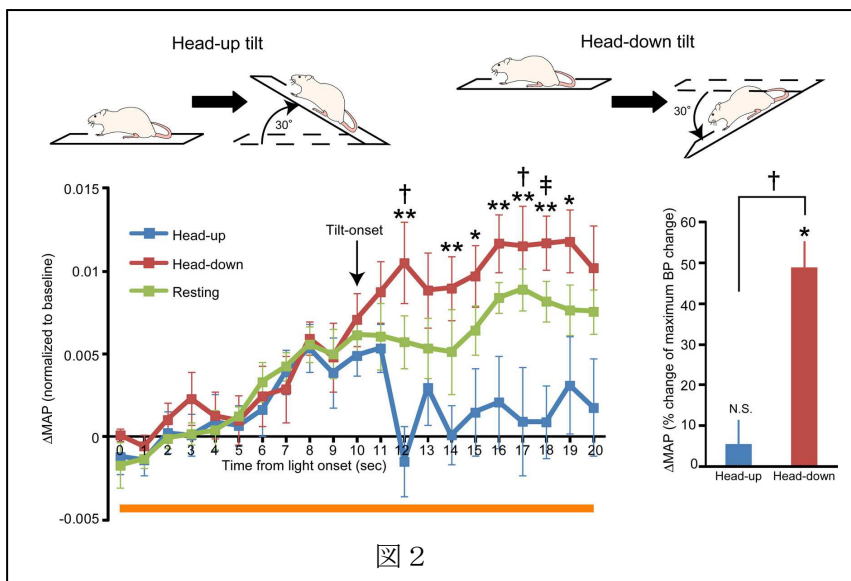 Head-up tilt
Head-down tilt
30°
30°
0.015
0.01
0.005
0
-0.005
ΔMAP (normalized to baseline)
Head-up
Head-down
Resting
Tilt-onset
†
**
**
*
**
†
**
‡
**
*
0 1 2 3 4 5 6 7 8 9 10 11 12 13 14 15 16 17 18 19 20
Time from light onset (sec)
ΔMAP (% change of maximum BP change)
60
50
40
30
20
10
0
†
*
N.S.
Head-up Head-down
図２